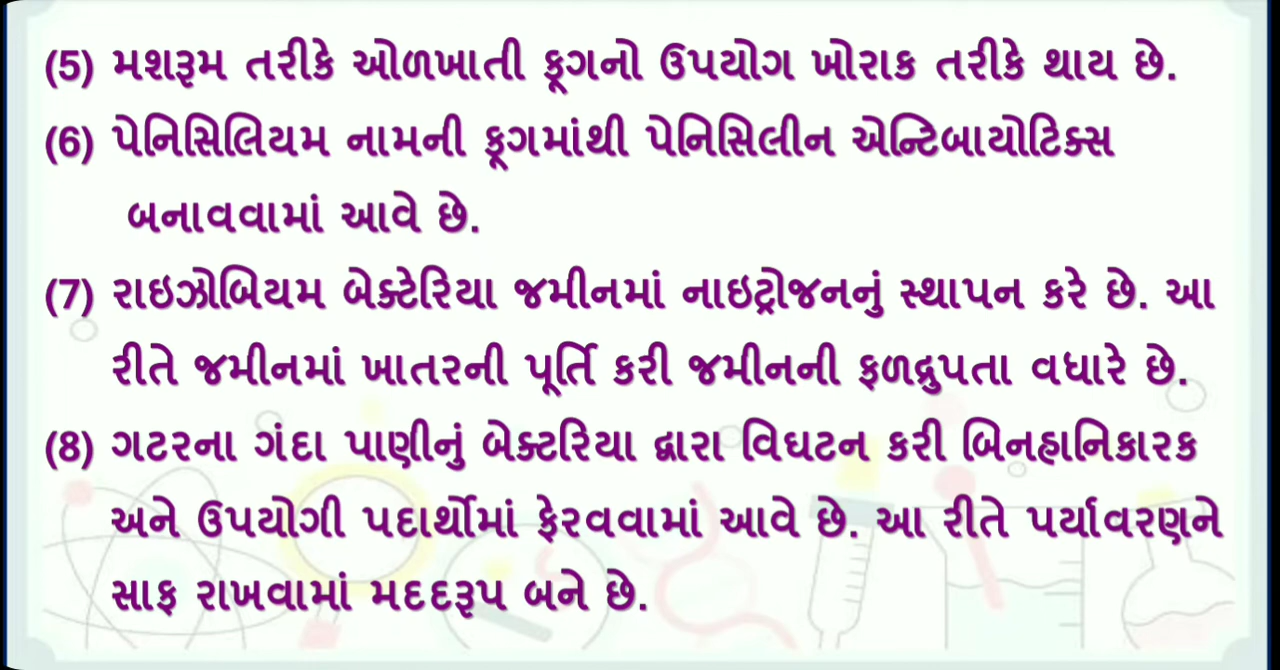 (5) મશરૂમ તરીકે ઓળખાતી ફૂગનો ઉપયોગ ખોરાક તરીકે થાય છે.
(6) પેનિસિલિયમ નામની ફૂગમાંથી પેનિસિલીન એન્ટિબાયોટિક્સ
બનાવવામાં આવે છે.
(7) રાઇઝોબિયમ બેક્ટેરિયા જમીનમાં નાઇટ્રોજનનું સ્થાપન કરે છે. આ
રીતે જમીનમાં ખાતરની પૂર્તિ કરી જમીનની ફળદ્રુપતા વધારે છે.
(8) ગટરના ગંદા પાણીનું બેક્ટરિયા દ્વારા વિઘટન કરી બિનહાનિકારક
અને ઉપયોગી પદાર્થોમાં ફેરવવામાં આવે છે. આ રીતે પર્યાવરણને
સાફ રાખવામાં મદદરૂપ બને છે.